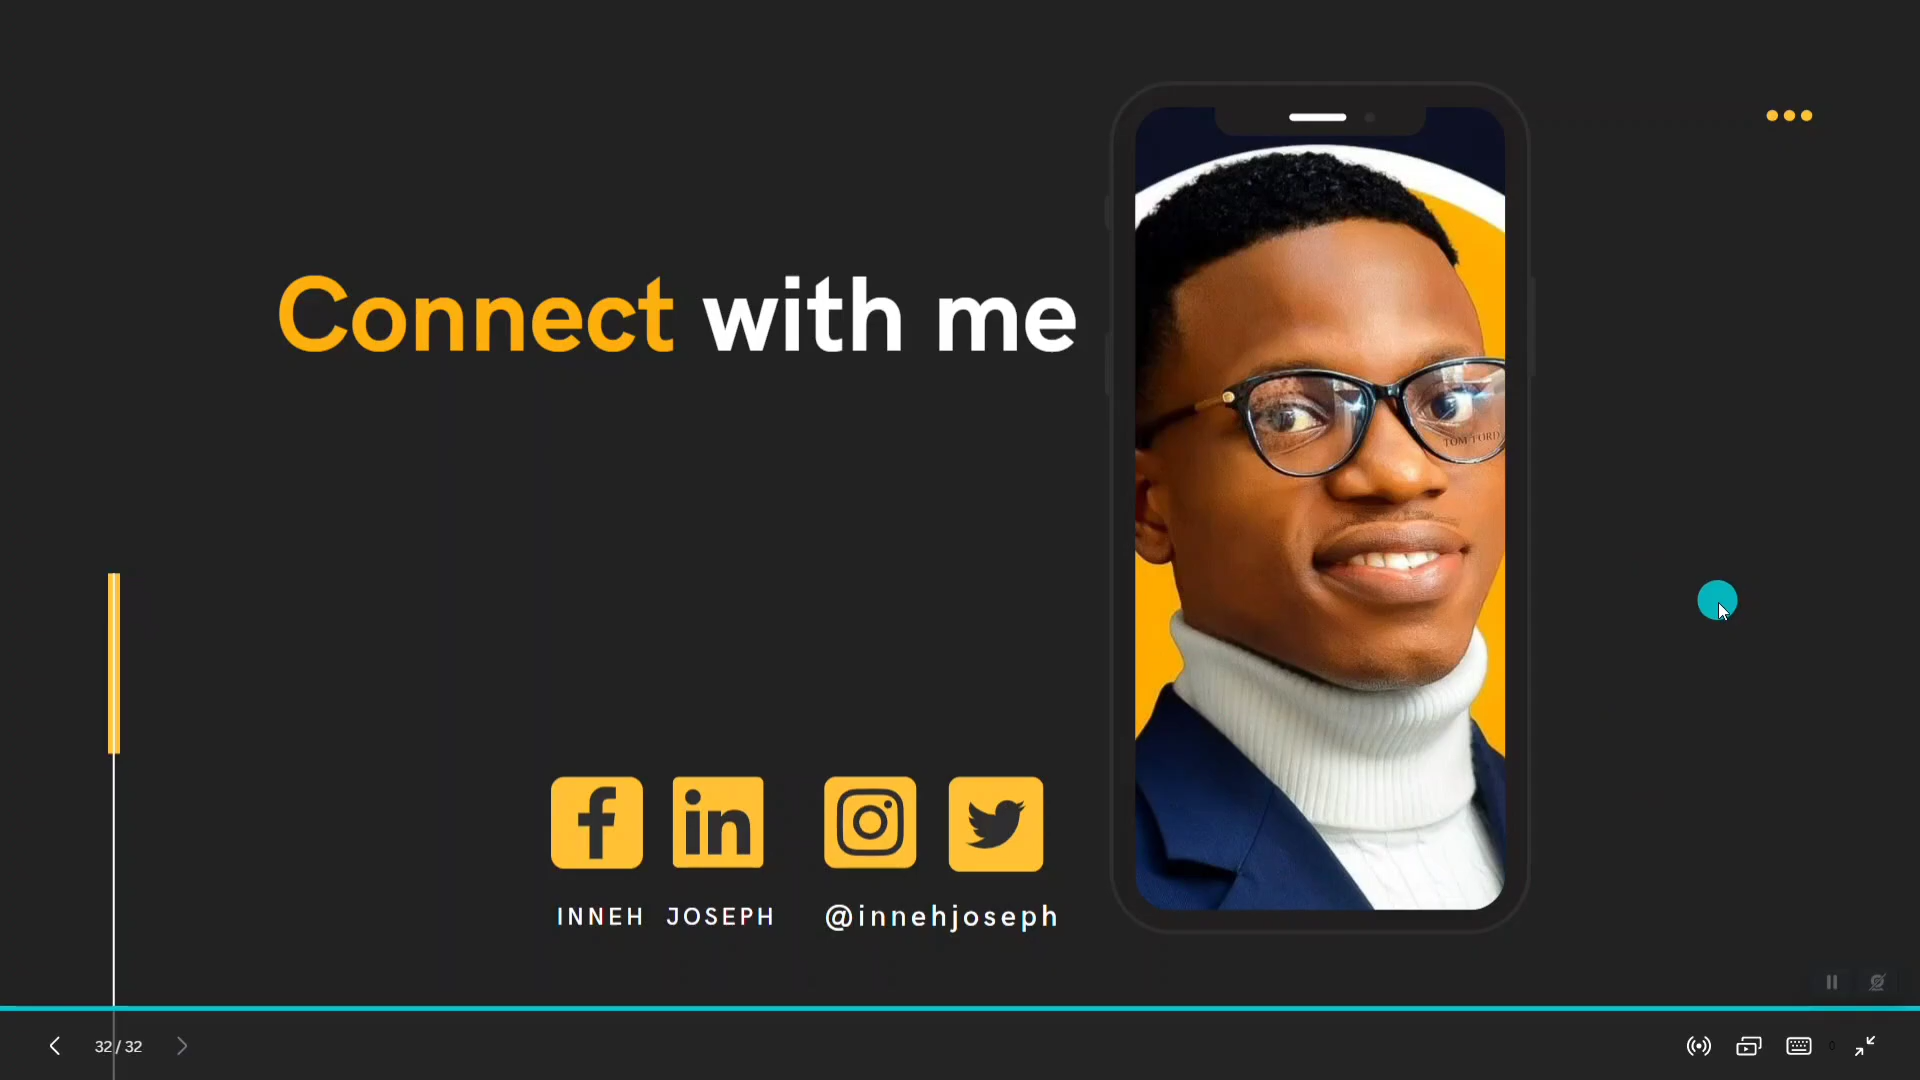 Connect with me
TOM FORD
INNEH JOSEPH
@innehjoseph
32 / 32